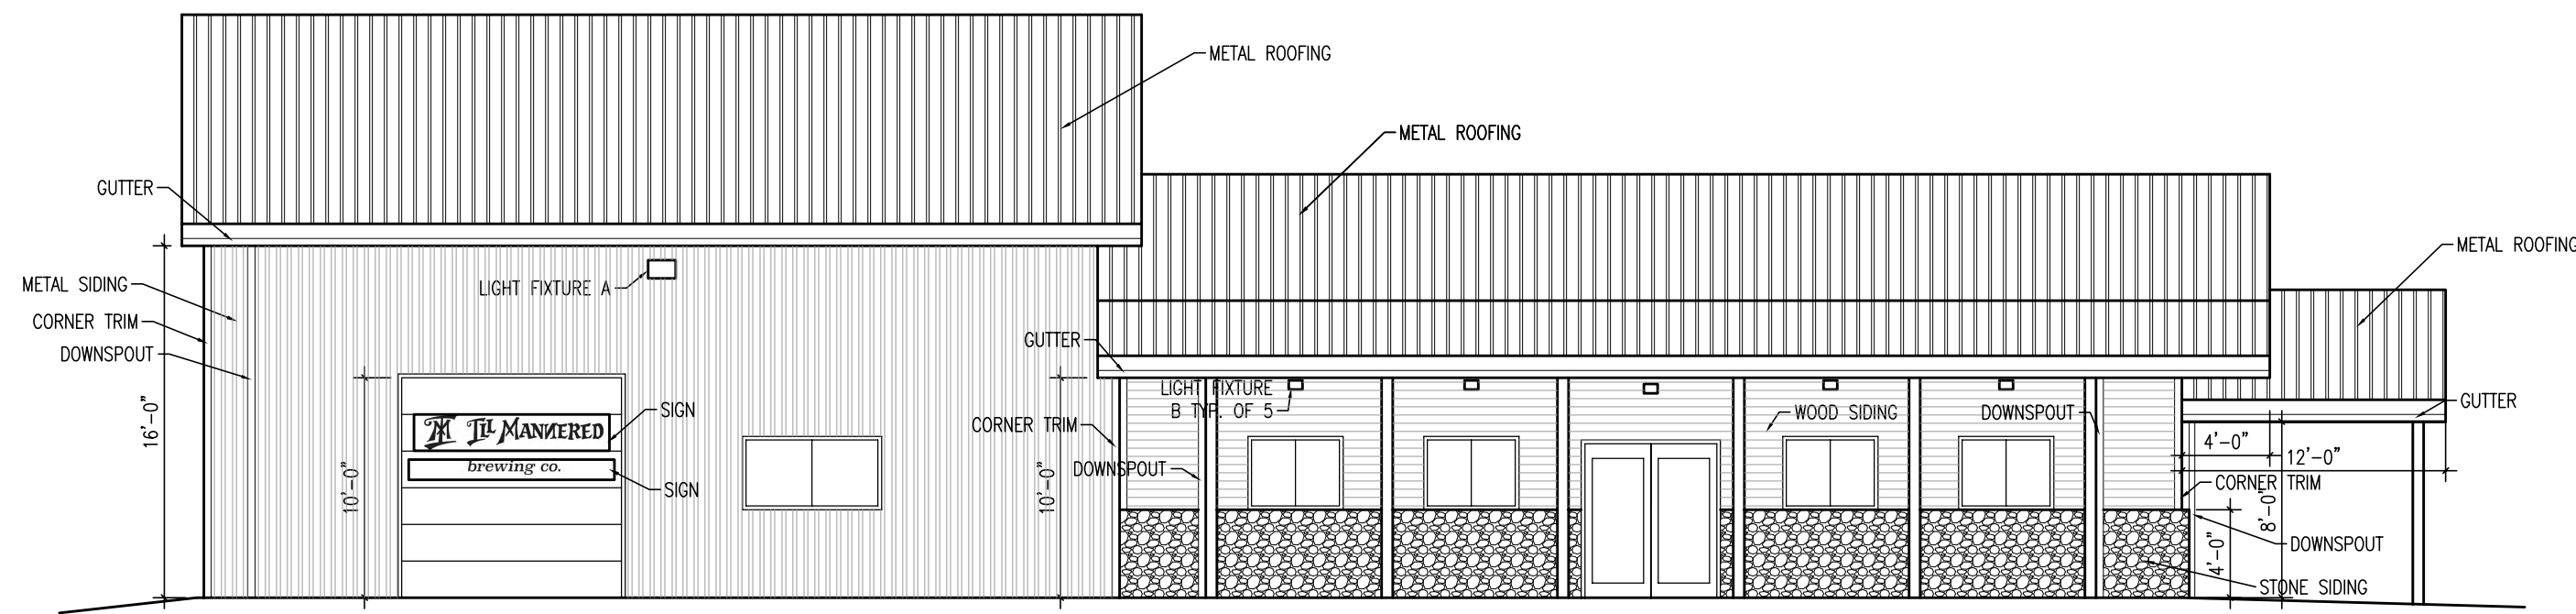 METAL ROOFING
METAL ROOFING
GUTTER
METAL ROOFING
METAL SIDING
LIGHT FIXTURE A
CORNER TRIM
GUTTER
DOWNSPOUT
LIGHT FIXTURE
B TYP. OF 5
16'-0"
SIGN
TM ILL MANNERED
CORNER TRIM
WOOD SIDING
DOWNSPOUT
GUTTER
4'-0"
12'-0"
brewing co.
DOWNSPOUT
10'-0"
SIGN
10'-0"
CORNER TRIM
8'-0"
DOWNSPOUT
4'-0"
STONE SIDING